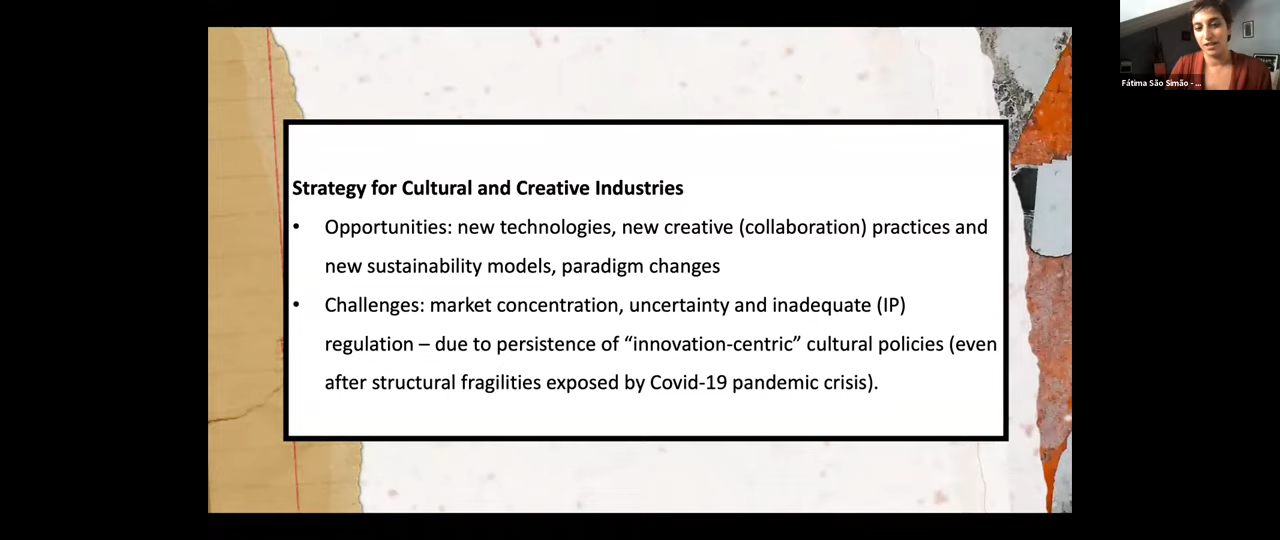 Strategy for Cultural and Creative Industries
• Opportunities: new technologies, new creative (collaboration) practices and
new sustainability models, paradigm changes
• Challenges: market concentration, uncertainty and inadequate (IP)
regulation – due to persistence of “innovation-centric” cultural policies (even
after structural fragilities exposed by Covid-19 pandemic crisis).
Fátima São Simão - ...